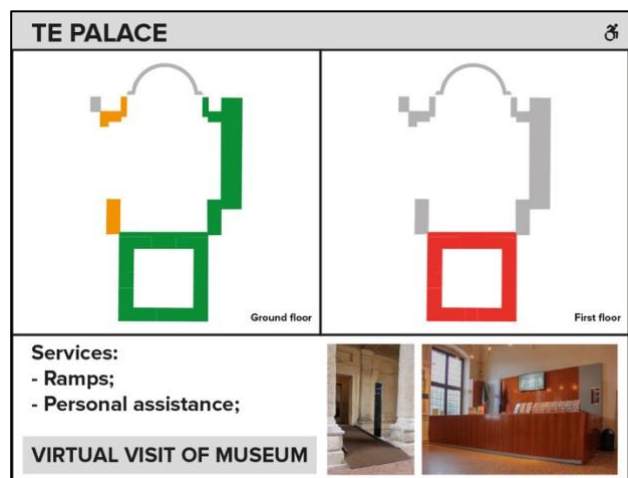 TE PALACE
Ground floor
First floor
Services:
- Ramps;
- Personal assistance;
VIRTUAL VISIT OF MUSEUM